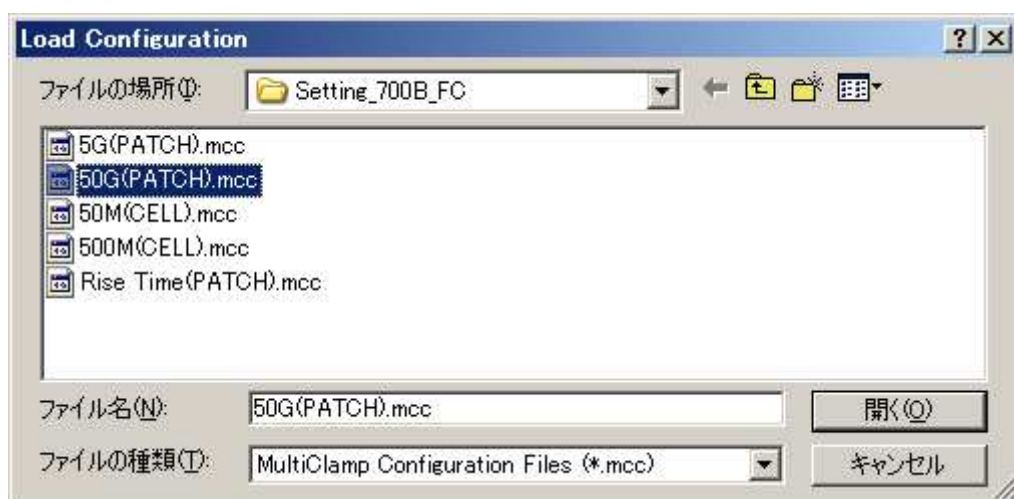 Load Configuration
ファイルの場所(I):
Setting_700B_FC
5G(PATCH).mcc
50G(PATCH).mcc
50M(CELL).mcc
500M(CELL).mcc
Rise Time(PATCH).mcc
ファイル名(N):
50G(PATCH).mcc
開く(O)
ファイルの種類(T):
MultiClamp Configuration Files (*.mcc)
キャンセル